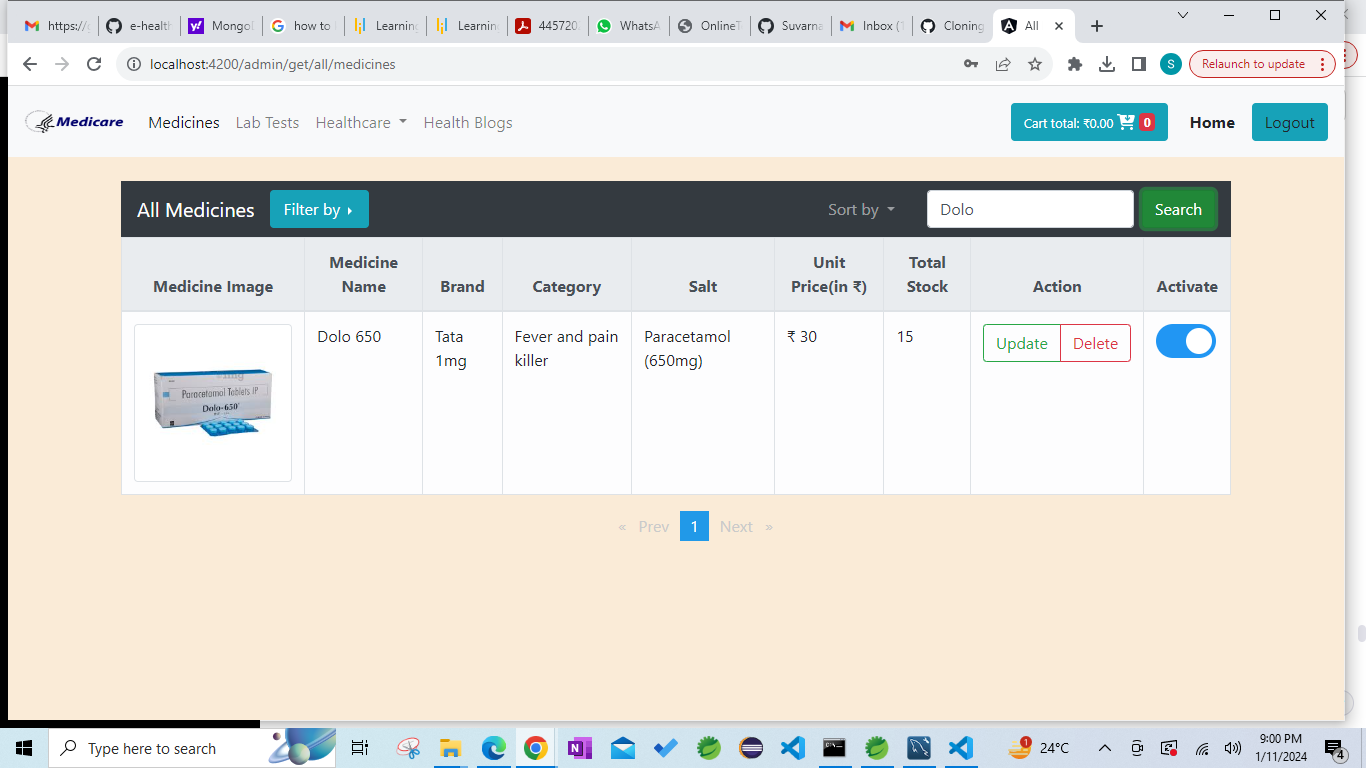 https://g
e-health
Mongo
how to
Learning
Learning
445720
WhatsA
OnlineT
Suvarna
Inbox (1
Cloning
All
localhost:4200/admin/get/all/medicines
S
Relaunch to update
Medicare
Medicines
Lab Tests
Healthcare
Health Blogs
Cart total: ₹0.00 0
Home
Logout
All Medicines
Filter by
Sort by
Dolo
Search
Medicine Image
Medicine
Name
Brand
Category
Salt
Unit
Price(in ₹)
Total
Stock
Action
Activate
Paracetamol Tablets IP
Dolo-650
Dolo 650
Tata
1mg
Fever and pain
killer
Paracetamol
(650mg)
₹ 30
15
Update
Delete
« Prev 1 Next »
Type here to search
1
24°C
9:00 PM
1/11/2024
4